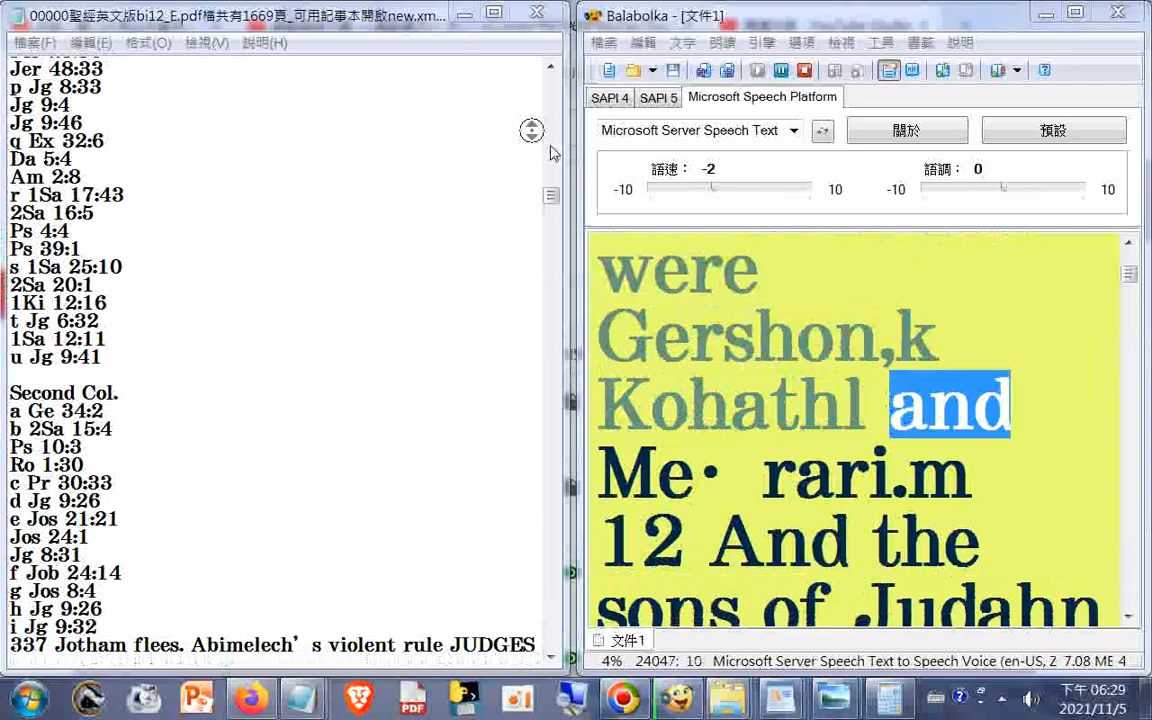 00000聖經英文版bi12_E.pdf檔共有1669頁_可用記事本開啟new.xm...
檔案(F) 編輯(E) 格式(O) 檢視(V) 說明(H)
Jer 48:33
p Jg 8:33
Jg 9:4
Jg 9:46
q Ex 32:6
Da 5:4
Am 2:8
r 1Sa 17:43
2Sa 16:5
Ps 4:4
Ps 39:1
s 1Sa 25:10
2Sa 20:1
1Ki 12:16
t Jg 6:32
1Sa 12:11
u Jg 9:41
Second Col.
a Ge 34:2
b 2Sa 15:4
Ps 10:3
Ro 1:30
c Pr 30:33
d Jg 9:26
e Jos 21:21
Jos 24:1
Jg 8:31
f Job 24:14
g Jos 8:4
h Jg 9:26
i Jg 9:32
337 Jotham flees. Abimelech’s violent rule JUDGES
Balabolka - [文件1]
檔案 編輯 文字 朗讀 引擎 選項 檢視 工具 書籤 說明
SAPI 4 SAPI 5 Microsoft Speech Platform
Microsoft Server Speech Text 關於 預設
語速： -2 語調： 0
-10 10 -10 10
were
Gershon,k
Kohathl and
Me· rari.m
12 And the
sons of Judahn
文件1
4% 24047: 10 Microsoft Server Speech Text to Speech Voice (en-US, Z 7.08 ME 4
PDF
下午 06:29
2021/11/5